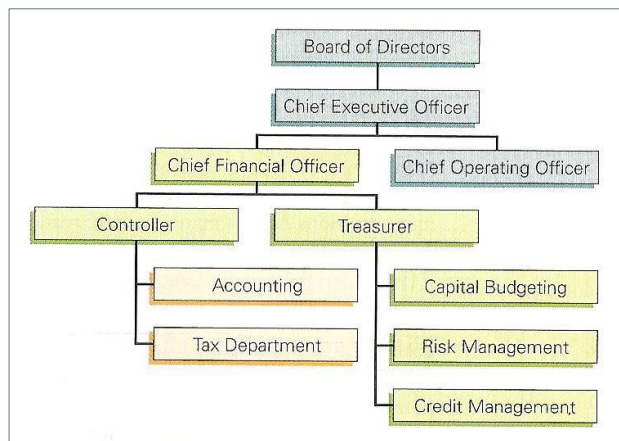 Board of Directors
Chief Executive Officer
Chief Financial Officer
Chief Operating Officer
Controller
Treasurer
Accounting
Capital Budgeting
Tax Department
Risk Management
Credit Management